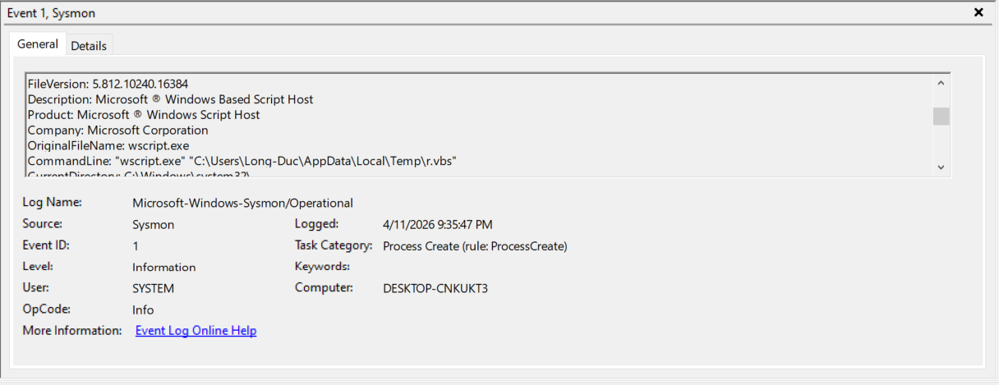 Event 1, Sysmon
General
Details
FileVersion: 5.812.10240.16384
Description: Microsoft ® Windows Based Script Host
Product: Microsoft ® Windows Script Host
Company: Microsoft Corporation
OriginalFileName: wscript.exe
CommandLine: "wscript.exe" "C:\Users\Long-Duc\AppData\Local\Temp\r.vbs"
CurrentDirectory: C:\Windows\system32\
Log Name: Microsoft-Windows-Sysmon/Operational
Source: Sysmon Logged: 4/11/2026 9:35:47 PM
Event ID: 1 Task Category: Process Create (rule: ProcessCreate)
Level: Information Keywords:
User: SYSTEM Computer: DESKTOP-CNKUKT3
OpCode: Info
More Information: Event Log Online Help